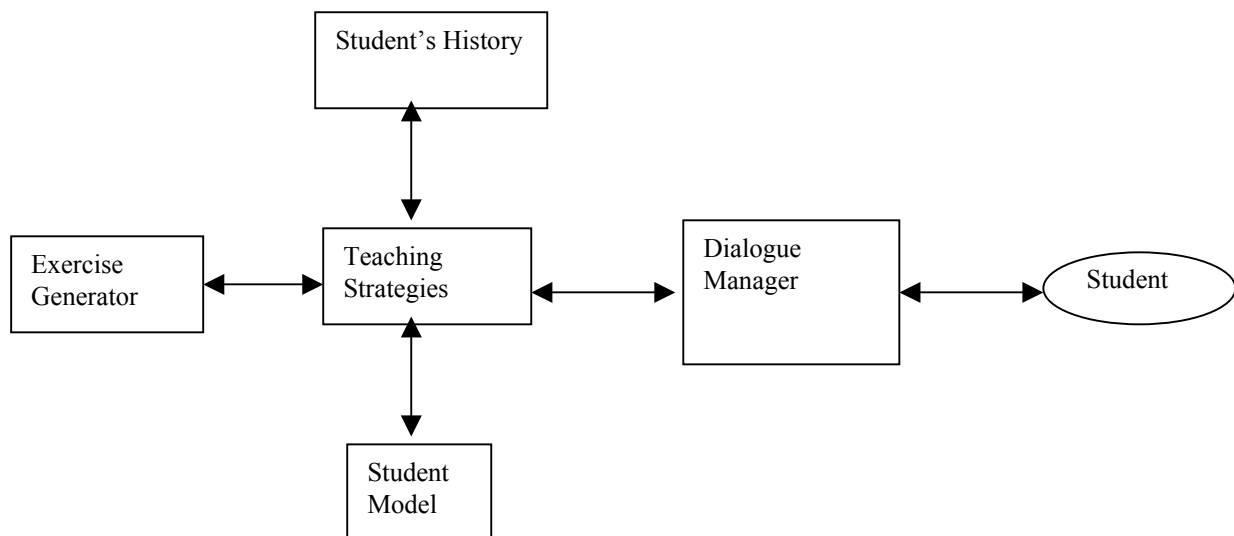 Student’s History
Exercise
Generator
Teaching
Strategies
Dialogue
Manager
Student
Student
Model